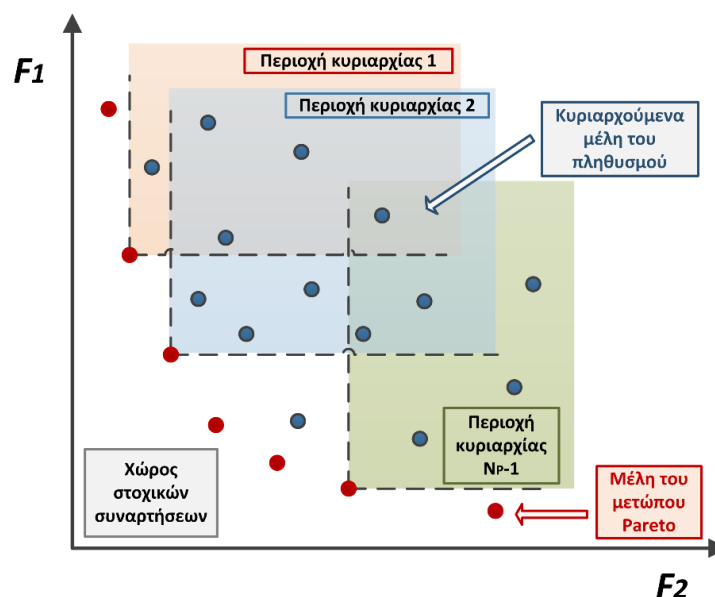 F1
Περιοχή κυριαρχίας 1
Περιοχή κυριαρχίας 2
Κυριαρχούμενα
μέλη του
πληθυσμού
Περιοχή
κυριαρχίας
NP-1
Χώρος
στοχικών
συναρτήσεων
Μέλη του
μετώπου
Pareto
F2